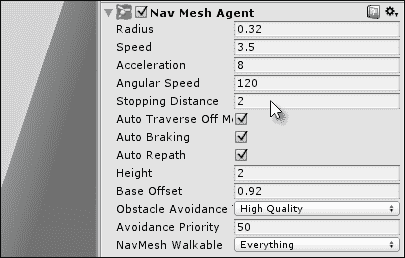 Nav Mesh Agent
Radius 0.32
Speed 3.5
Acceleration 8
Angular Speed 120
Stopping Distance 2
Auto Traverse Off M
Auto Braking
Auto Repath
Height 2
Base Offset 0.92
Obstacle Avoidance High Quality
Avoidance Priority 50
NavMesh Walkable Everything